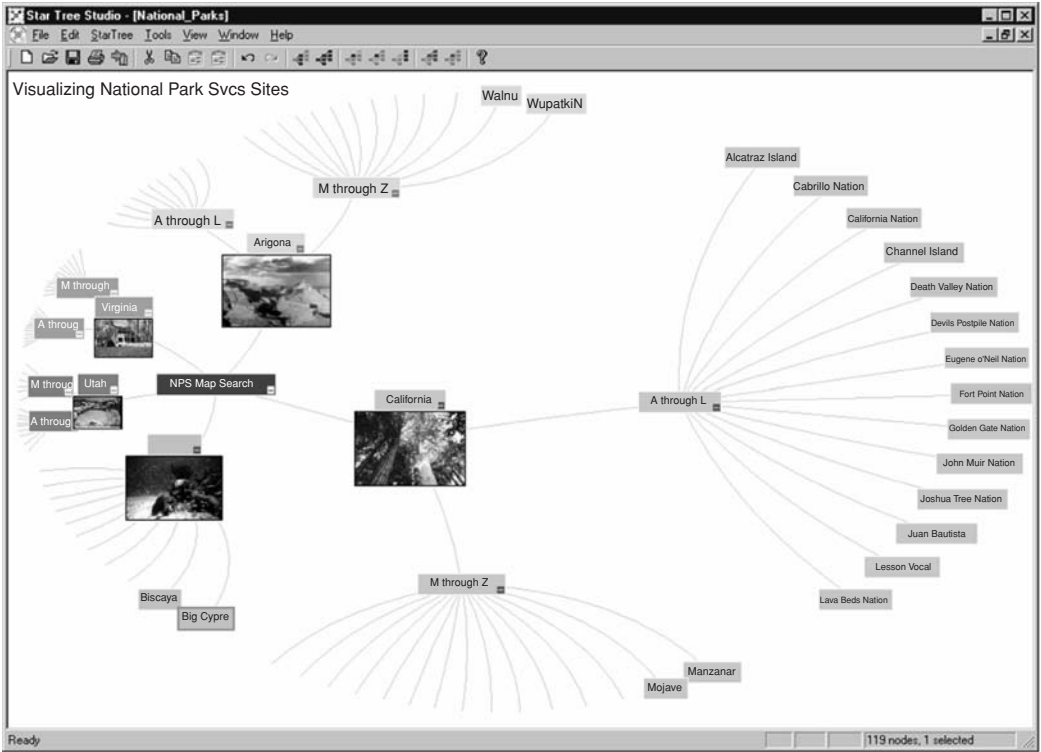 Star Tree Studio - [National_Parks]
File Edit StarTree Tools View Window Help
Visualizing National Park Svcs Sites
Walnu
WupatkiN
M through Z
A through L
Arigona
M through
Virginia
A throug
M throug
Utah
A throug
NPS Map Search
California
A through L
Alcatraz Island
Cabrillo Nation
California Nation
Channel Island
Death Valley Nation
Devils Postpile Nation
Eugene o'Neil Nation
Fort Point Nation
Golden Gate Nation
John Muir Nation
Joshua Tree Nation
Juan Bautista
Lesson Vocal
Lava Beds Nation
M through Z
Biscaya
Big Cypre
Manzanar
Mojave
Ready
119 nodes, 1 selected